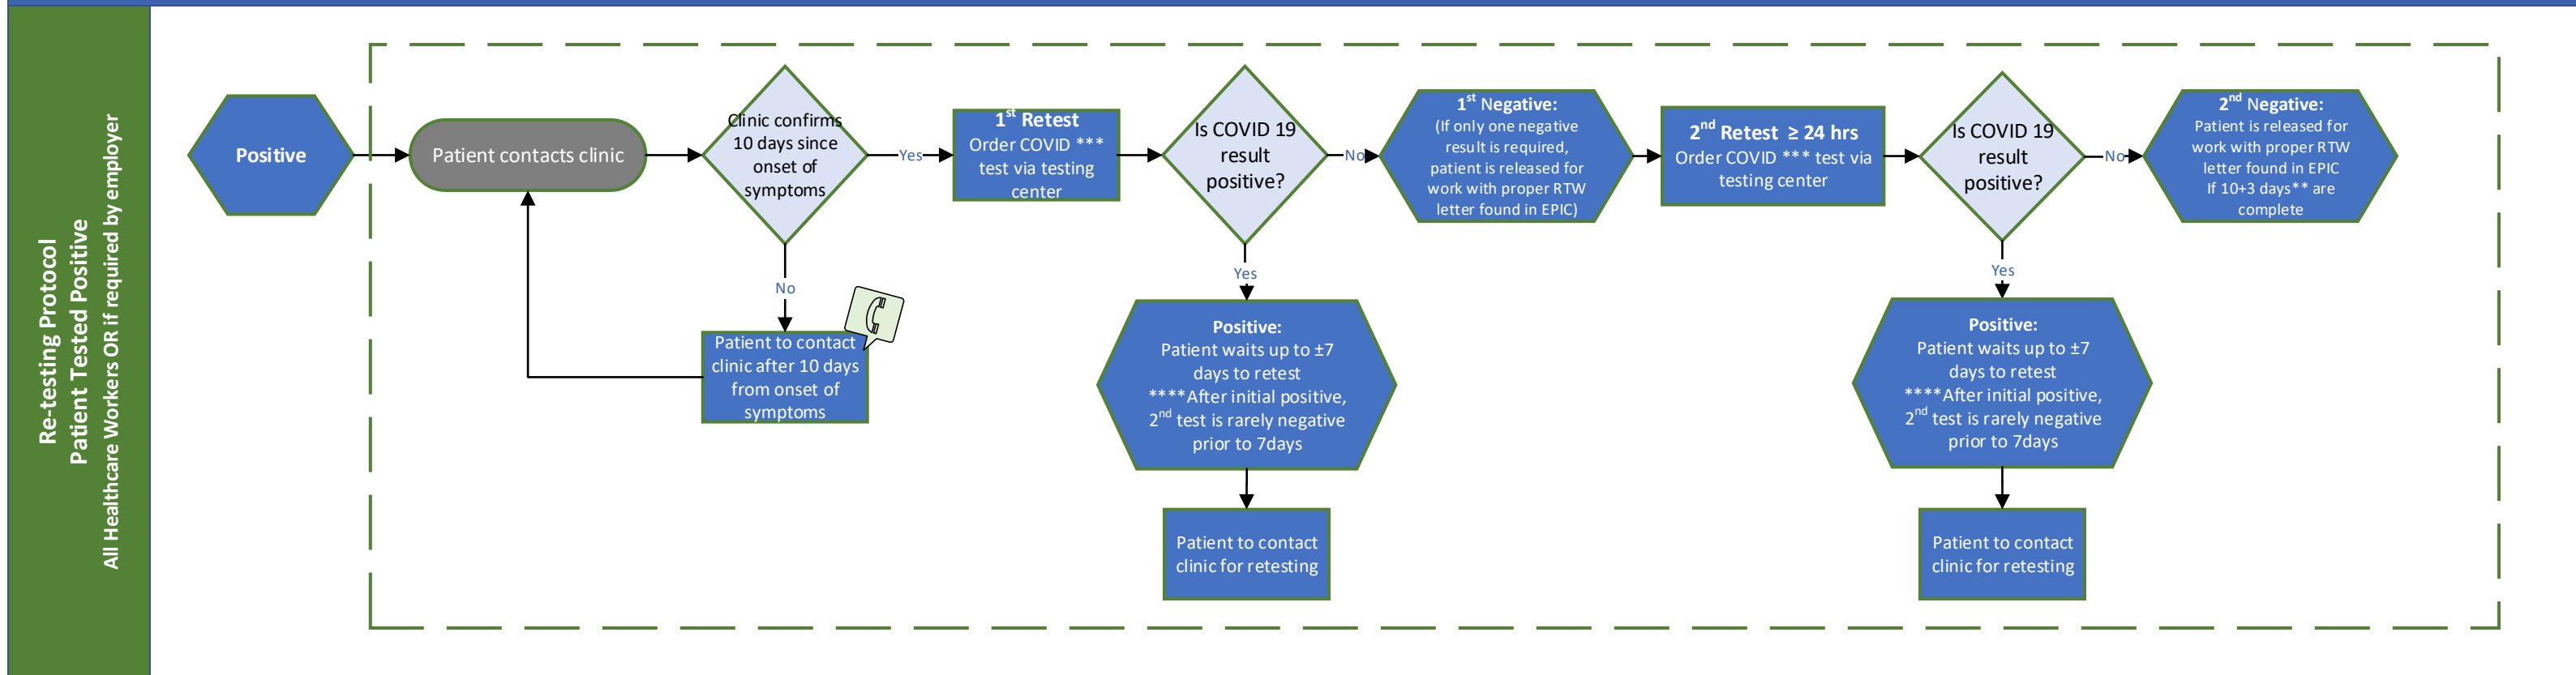 Re-testing Protocol
Patient Tested Positive
All Healthcare Workers OR if required by employer
Positive
Patient contacts clinic
Clinic confirms
10 days since
onset of
symptoms
Yes
No
Patient to contact
clinic after 10 days
from onset of
symptoms
1st Retest
Order COVID ***
test via testing
center
Is COVID 19
result
positive?
No
Yes
Positive:
Patient waits up to ±7
days to retest
****After initial positive,
2nd test is rarely negative
prior to 7days
Patient to contact
clinic for retesting
1st Negative:
(If only one negative
result is required,
patient is released for
work with proper RTW
letter found in EPIC)
2nd Retest ≥ 24 hrs
Order COVID *** test via
testing center
Is COVID 19
result
positive?
No
Yes
Positive:
Patient waits up to ±7
days to retest
****After initial positive,
2nd test is rarely negative
prior to 7days
Patient to contact
clinic for retesting
2nd Negative:
Patient is released for
work with proper RTW
letter found in EPIC
If 10+3 days** are
complete